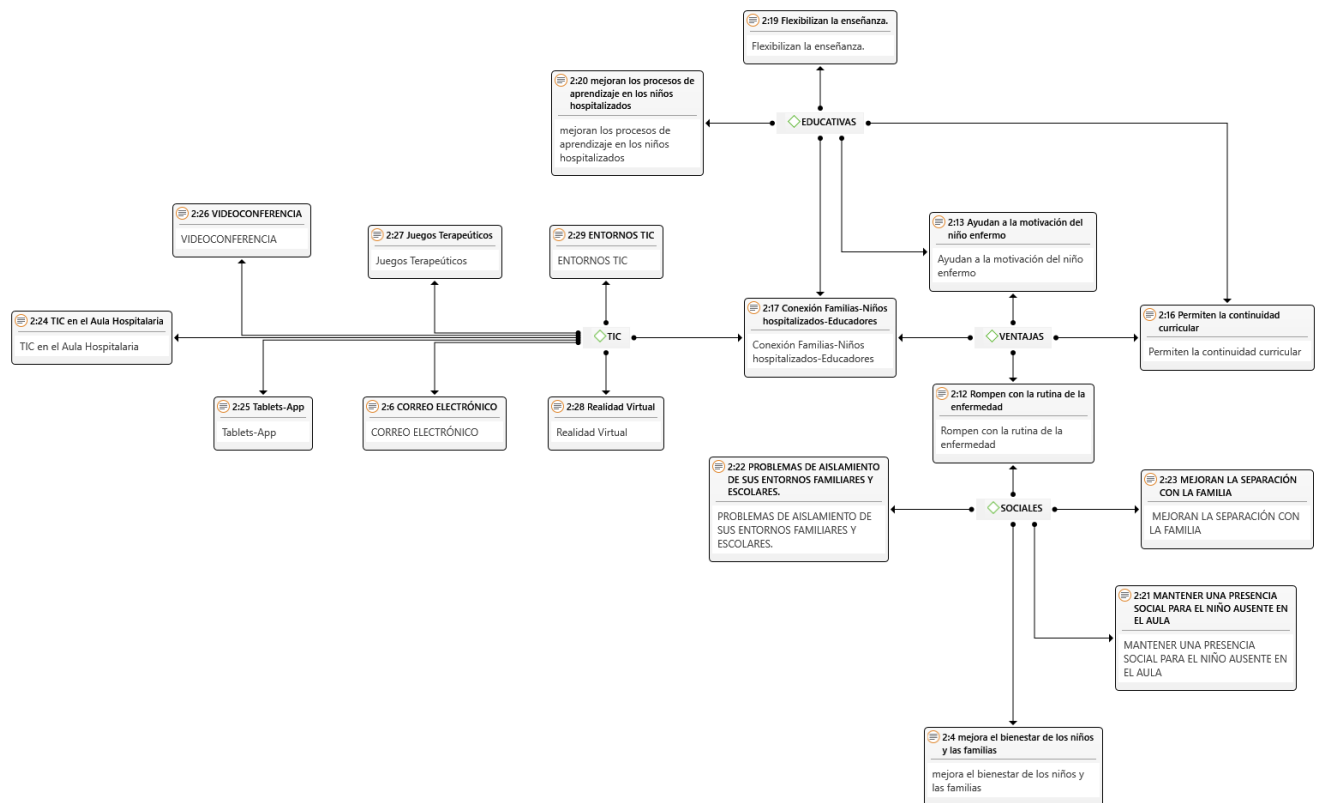 2:19 Flexibilizan la enseñanza.
Flexibilizan la enseñanza.
2:20 mejoran los procesos de
aprendizaje en los niños
hospitalizados
mejoran los procesos de
aprendizaje en los niños
hospitalizados
EDUCATIVAS
2:26 VIDEOCONFERENCIA
VIDEOCONFERENCIA
2:27 Juegos Terapeúticos
Juegos Terapeúticos
2:29 ENTORNOS TIC
ENTORNOS TIC
2:13 Ayudan a la motivación del
niño enfermo
Ayudan a la motivación del niño
enfermo
2:24 TIC en el Aula Hospitalaria
TIC en el Aula Hospitalaria
TIC
2:17 Conexión Familias-Niños
hospitalizados-Educadores
Conexión Familias-Niños
hospitalizados-Educadores
VENTAJAS
2:16 Permiten la continuidad
curricular
Permiten la continuidad curricular
2:25 Tablets-App
Tablets-App
2:6 CORREO ELECTRÓNICO
CORREO ELECTRÓNICO
2:28 Realidad Virtual
Realidad Virtual
2:12 Rompen con la rutina de la
enfermedad
Rompen con la rutina de la
enfermedad
2:22 PROBLEMAS DE AISLAMIENTO
DE SUS ENTORNOS FAMILIARES Y
ESCOLARES.
PROBLEMAS DE AISLAMIENTO DE
SUS ENTORNOS FAMILIARES Y
ESCOLARES.
SOCIALES
2:23 MEJORAN LA SEPARACIÓN
CON LA FAMILIA
MEJORAN LA SEPARACIÓN CON
LA FAMILIA
2:21 MANTENER UNA PRESENCIA
SOCIAL PARA EL NIÑO AUSENTE EN
EL AULA
MANTENER UNA PRESENCIA
SOCIAL PARA EL NIÑO AUSENTE EN
EL AULA
2:4 mejora el bienestar de los niños
y las familias
mejora el bienestar de los niños y
las familias